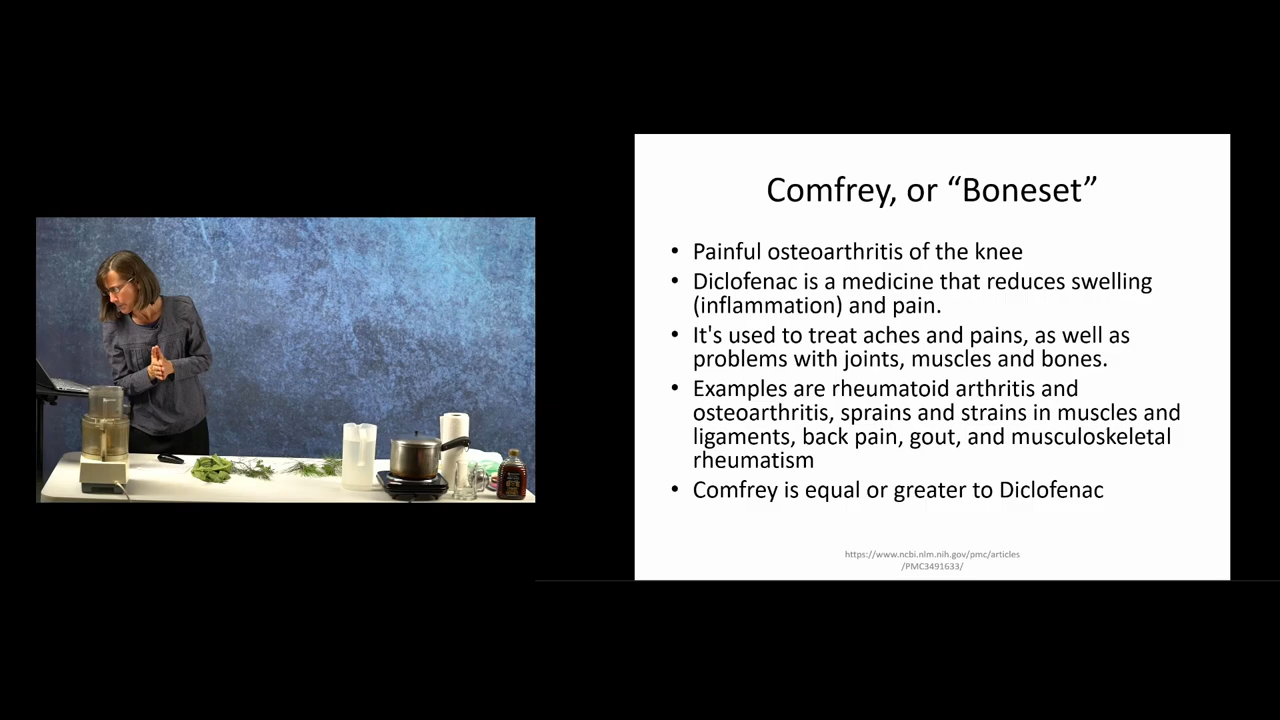 Comfrey, or “Boneset”
• Painful osteoarthritis of the knee
• Diclofenac is a medicine that reduces swelling
(inflammation) and pain.
• It's used to treat aches and pains, as well as
problems with joints, muscles and bones.
• Examples are rheumatoid arthritis and
osteoarthritis, sprains and strains in muscles and
ligaments, back pain, gout, and musculoskeletal
rheumatism
• Comfrey is equal or greater to Diclofenac
https://www.ncbi.nlm.nih.gov/pmc/articles
/PMC3491633/